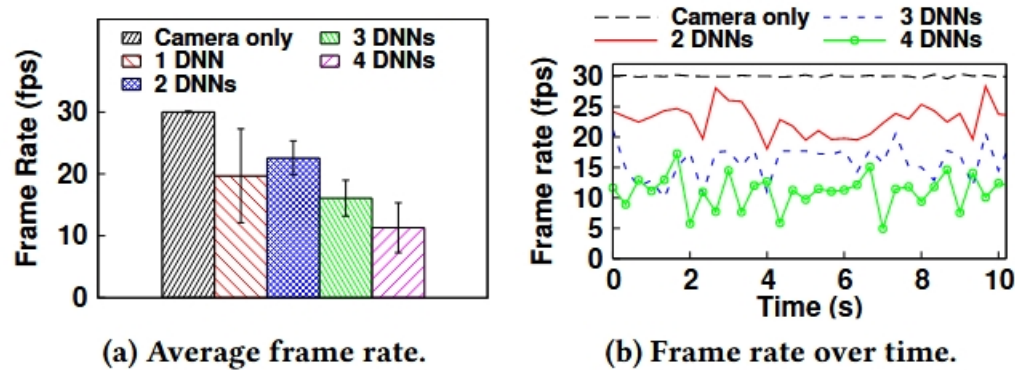 Camera only
1 DNN
2 DNNs
3 DNNs
4 DNNs
Frame Rate (fps)
30
20
10
0
(a) Average frame rate.
Camera only
2 DNNs
3 DNNs
4 DNNs
Frame rate (fps)
30
25
20
15
10
5
0
0 2 4 6 8 10
Time (s)
(b) Frame rate over time.